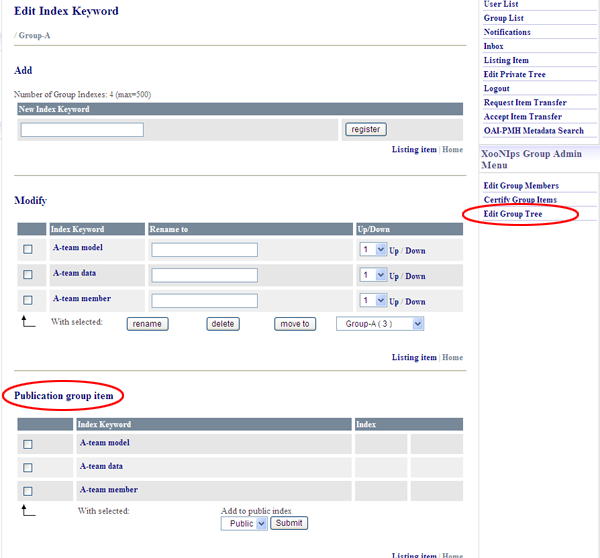 Edit Index Keyword
/ Group-A
Add
Number of Group Indexes: 4 (max=500)
New Index Keyword
register
Listing item | Home
Modify
Index Keyword Rename to Up/Down
A-team model 1 Up / Down
A-team data 1 Up / Down
A-team member 1 Up / Down
With selected: rename delete move to Group-A ( 3 )
Listing item | Home
Publication group item
Index Keyword Index
A-team model
A-team data
A-team member
With selected: Add to public index
Public Submit
Listing item | Home
User List
Group List
Notifications
Inbox
Listing Item
Edit Private Tree
Logout
Request Item Transfer
Accept Item Transfer
OAI-PMH Metadata Search
XooNIps Group Admin
Menu
Edit Group Members
Certify Group Items
Edit Group Tree